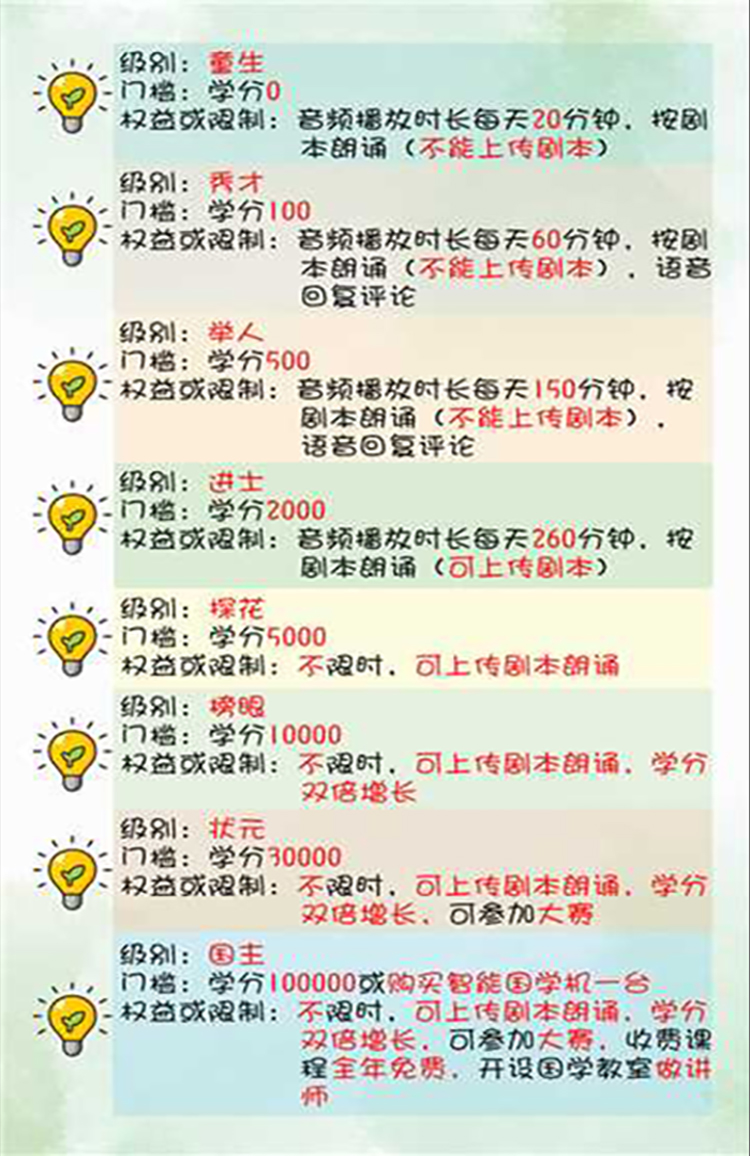 级别：童生
门槛：学分0
权益或限制：音频播放时长每天20分钟，按剧
本朗诵（不能上传剧本）
级别：秀才
门槛：学分100
权益或限制：音频播放时长每天60分钟，按剧
本朗诵（不能上传剧本），语音
回复评论
级别：举人
门槛：学分500
权益或限制：音频播放时长每天150分钟，按
剧本朗诵（不能上传剧本），
语音回复评论
级别：进士
门槛：学分2000
权益或限制：音频播放时长每天260分钟，按
剧本朗诵（可上传剧本）
级别：探花
门槛：学分5000
权益或限制：不限时，可上传剧本朗诵
级别：榜眼
门槛：学分10000
权益或限制：不限时，可上传剧本朗诵，学分
双倍增长
级别：状元
门槛：学分30000
权益或限制：不限时，可上传剧本朗诵，学分
双倍增长，可参加大赛
级别：国主
门槛：学分100000或购买智能国学机一台
权益或限制：不限时，可上传剧本朗诵，学分
双倍增长，可参加大赛，收费课
程全年免费，开设国学教室做讲
师